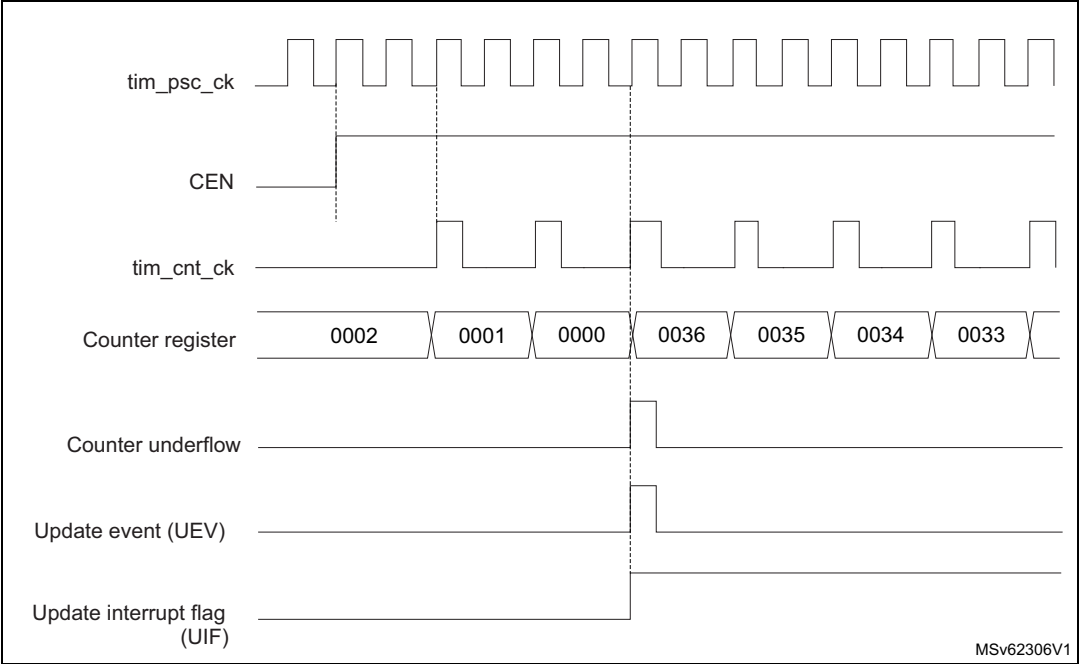 tim_psc_ck
CEN
tim_cnt_ck
Counter register 0002 0001 0000 0036 0035 0034 0033
Counter underflow
Update event (UEV)
Update interrupt flag
(UIF)
MSv62306V1